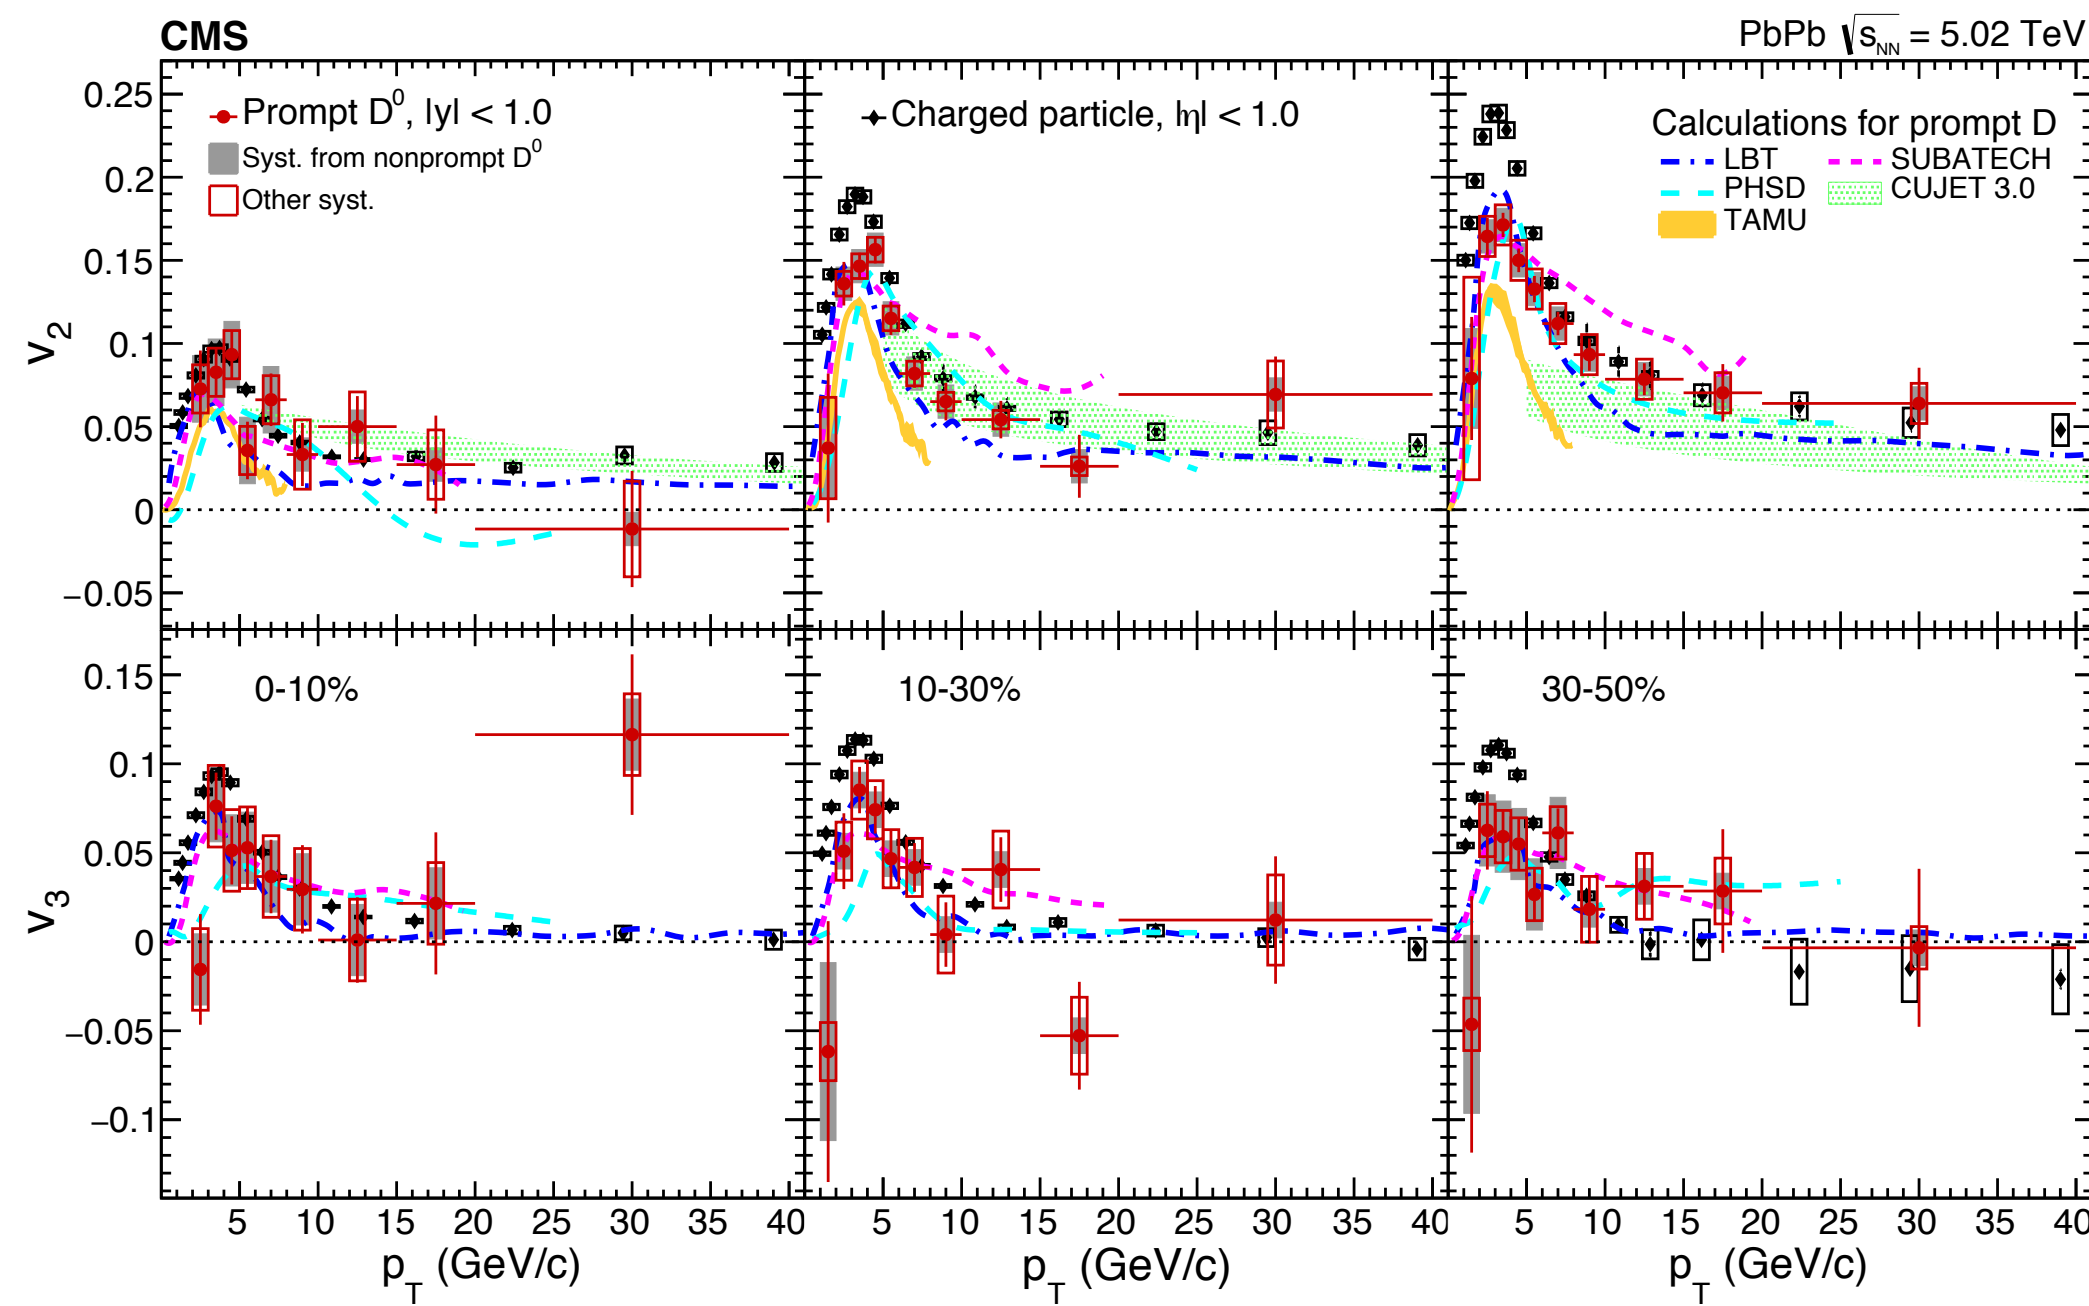 CMS
PbPb √s_NN = 5.02 TeV
Prompt D⁰, |y| < 1.0
Syst. from nonprompt D⁰
Other syst.
Charged particle, |η| < 1.0
Calculations for prompt D
LBT SUBATECH
PHSD CUJET 3.0
TAMU
v₂
0.25
0.2
0.15
0.1
0.05
0
−0.05
0-10% 10-30% 30-50%
v₃
0.15
0.1
0.05
0
−0.05
−0.1
5 10 15 20 25 30 35 40 5 10 15 20 25 30 35 40 5 10 15 20 25 30 35 40
p_T (GeV/c) p_T (GeV/c) p_T (GeV/c)